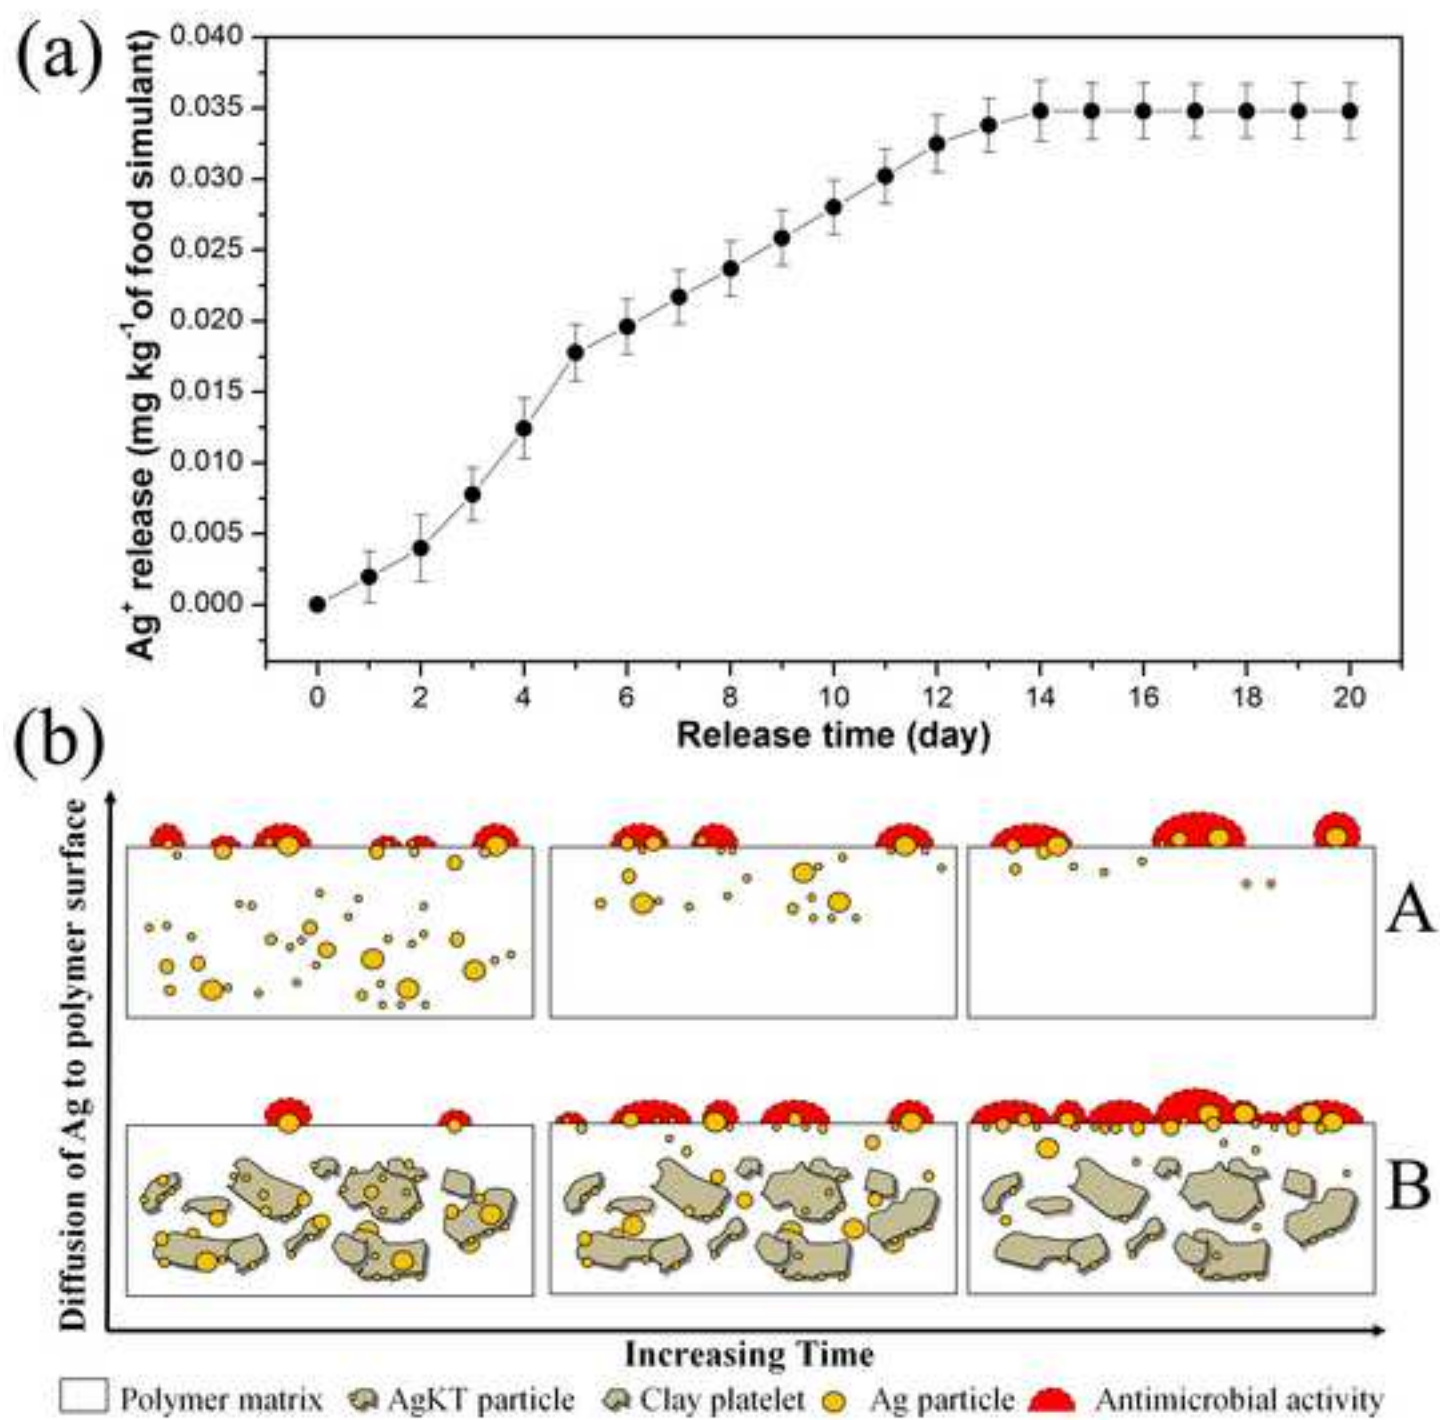 (a)
Ag+ release (mg kg-1 of food simulant)
0.040
0.035
0.030
0.025
0.020
0.015
0.010
0.005
0.000
0 2 4 6 8 10 12 14 16 18 20
Release time (day)
(b)
Diffusion of Ag to polymer surface
A
B
Increasing Time
Polymer matrix AgKT particle Clay platelet Ag particle Antimicrobial activity